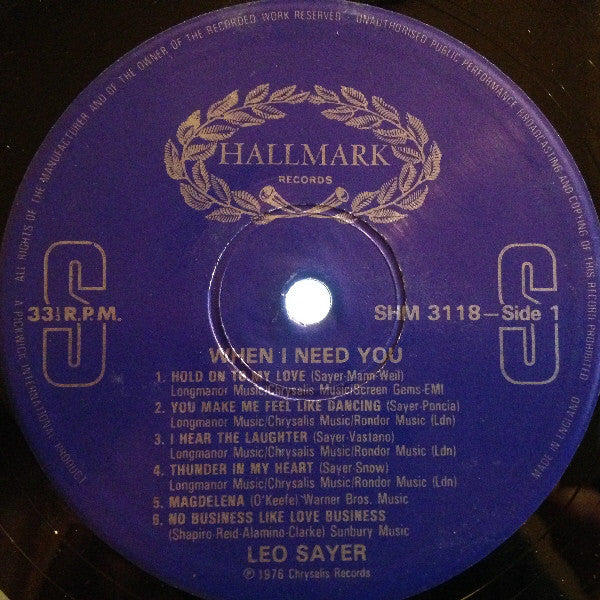 ALL RIGHTS OF THE MANUFACTURER AND OF THE OWNER OF THE RECORDED WORK RESERVED UNAUTHORISED PUBLIC PERFORMANCE BROADCASTING AND COPYING OF THIS RECORD PROHIBITED
HALLMARK
RECORDS
S S
33⅓ R.P.M. SHM 3118–Side 1
WHEN I NEED YOU
1. HOLD ON TO MY LOVE (Sayer-Mann-Weil)
Longmanor Music/Chrysalis Music/Screen Gems-EMI
2. YOU MAKE ME FEEL LIKE DANCING (Sayer-Poncia)
Longmanor Music/Chrysalis Music/Rondor Music (Ldn)
3. I HEAR THE LAUGHTER (Sayer-Vastano)
Longmanor Music/Chrysalis Music/Rondor Music (Ldn)
4. THUNDER IN MY HEART (Sayer-Snow)
Longmanor Music/Chrysalis Music/Rondor Music (Ldn)
5. MAGDELENA (O'Keefe) Warner Bros. Music
6. NO BUSINESS LIKE LOVE BUSINESS
(Shapiro-Reid-Alamino-Clarke) Sunbury Music
LEO SAYER
℗ 1976 Chrysalis Records
A PICKWICK INTERNATIONAL PRODUCT
MADE IN ENGLAND